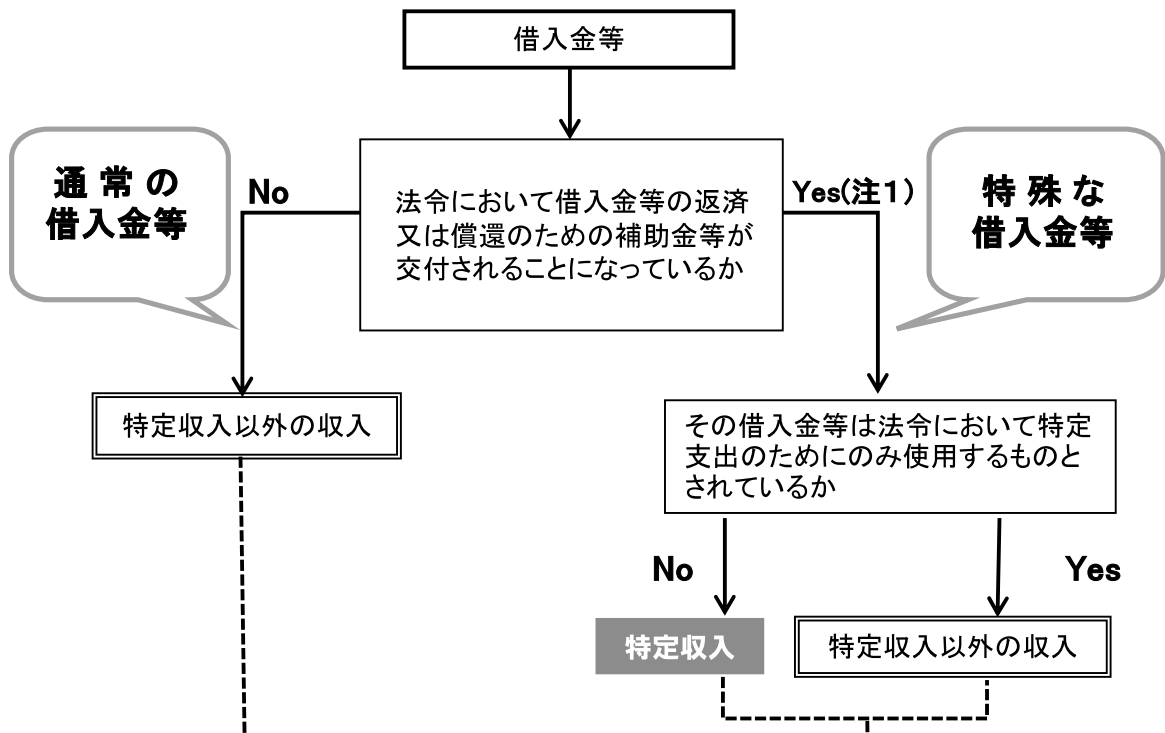 借入金等
通常の
借入金等
No
法令において借入金等の返済
又は償還のための補助金等が
交付されることになっているか
Yes(注１)
特殊な
借入金等
特定収入以外の収入
その借入金等は法令において特定
支出のためにのみ使用するものと
されているか
No
Yes
特定収入
特定収入以外の収入